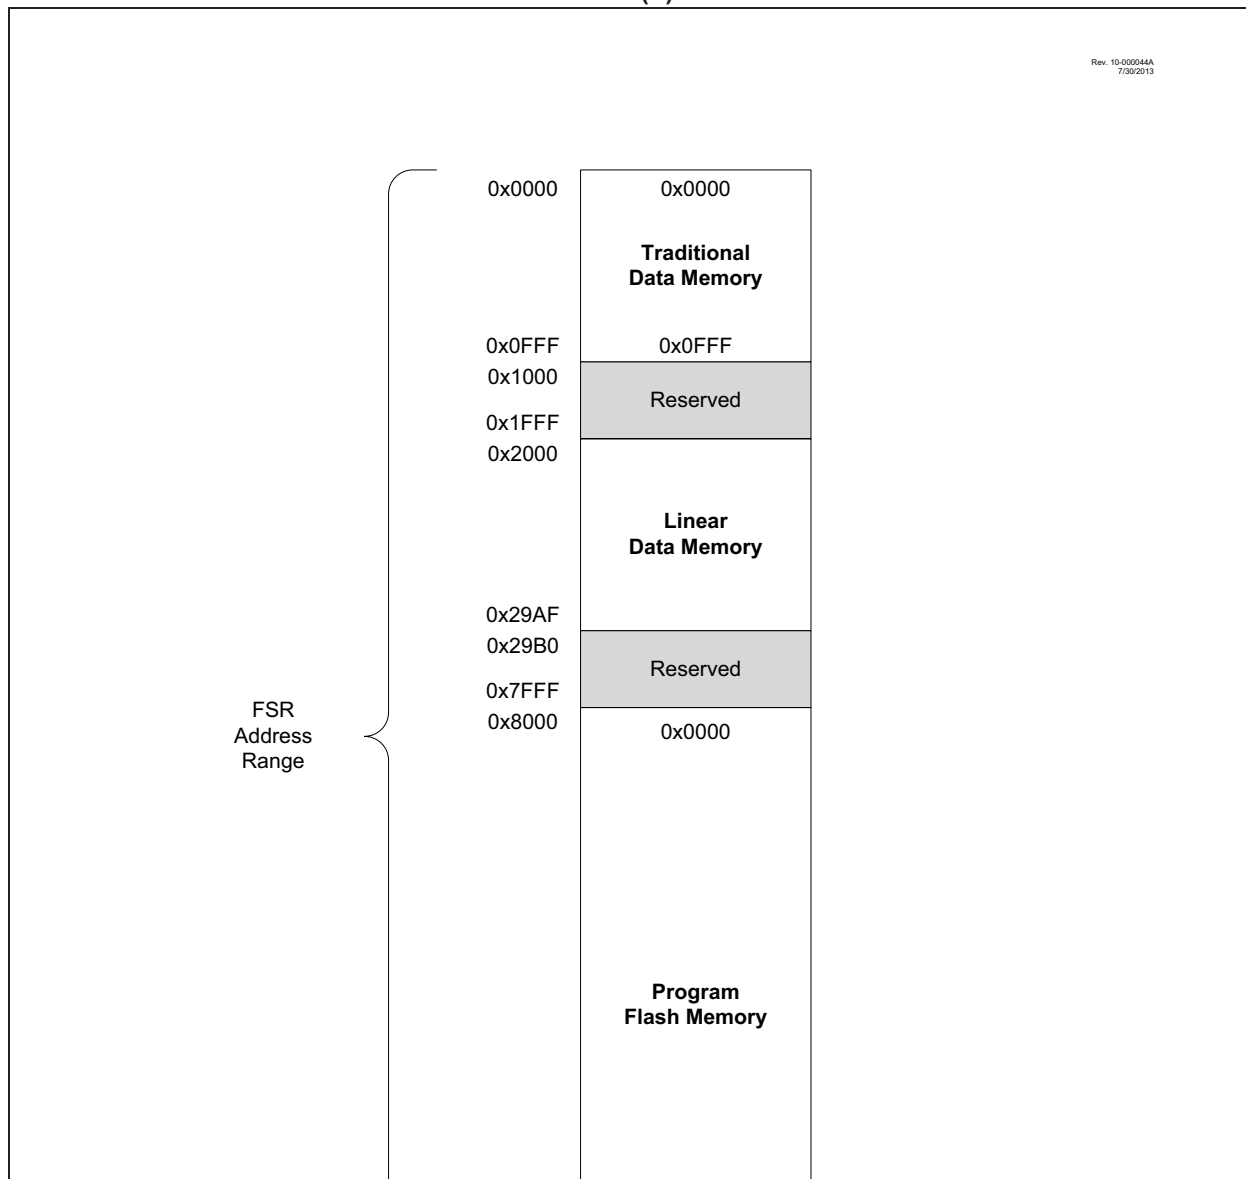 Rev. 10-000044A
7/30/2013
0x0000 0x0000
Traditional
Data Memory
0x0FFF 0x0FFF
0x1000
Reserved
0x1FFF
0x2000
Linear
Data Memory
0x29AF
0x29B0
Reserved
0x7FFF
0x8000 0x0000
FSR
Address
Range
Program
Flash Memory